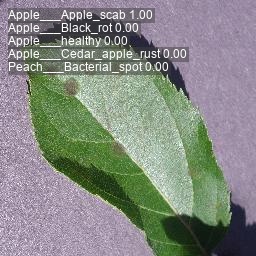 Apple___Apple_scab 1.00
Apple___Black_rot 0.00
Apple___healthy 0.00
Apple___Cedar_apple_rust 0.00
Peach___Bacterial_spot 0.00